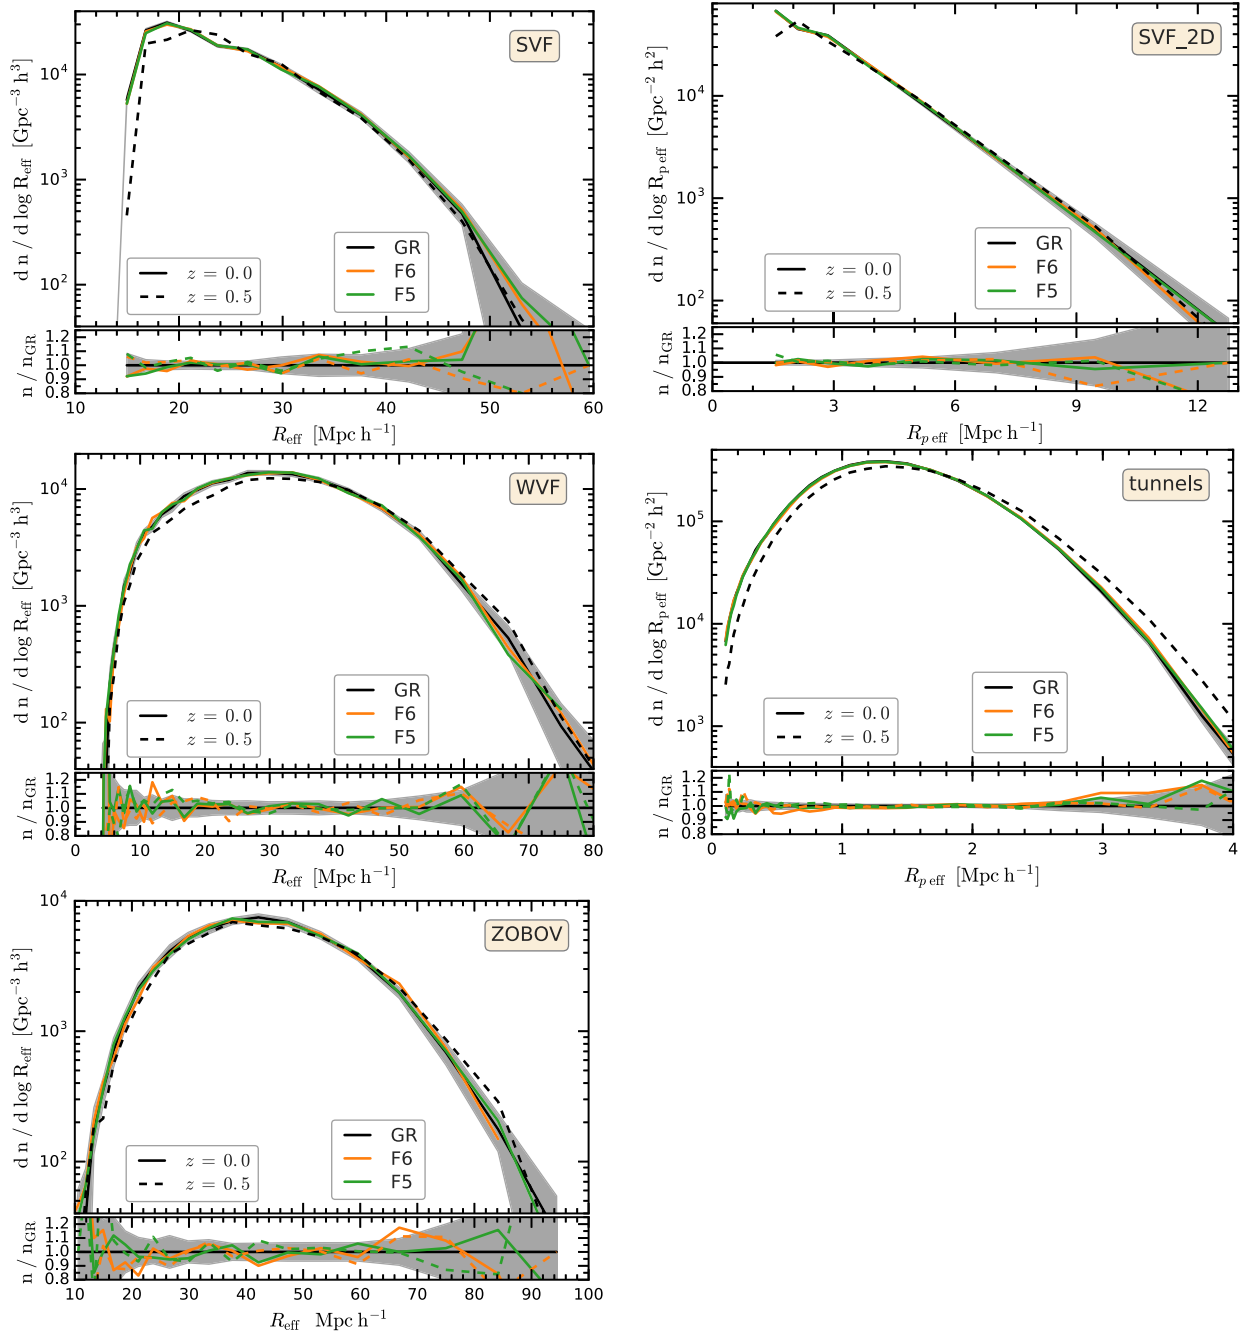 SVF
d n / d log R_eff [Gpc⁻³ h³]
10⁴
10³
10²
GR
F6
F5
z = 0.0
z = 0.5
n / n_GR
1.2
1.1
1.0
0.9
0.8
10 20 30 40 50 60
R_eff [Mpc h⁻¹]
SVF_2D
d n / d log R_p eff [Gpc⁻² h²]
10⁴
10³
10²
GR
F6
F5
z = 0.0
z = 0.5
n / n_GR
1.2
1.1
1.0
0.9
0.8
0 3 6 9 12
R_p eff [Mpc h⁻¹]
WVF
d n / d log R_eff [Gpc⁻³ h³]
10⁴
10³
10²
GR
F6
F5
z = 0.0
z = 0.5
n / n_GR
1.2
1.1
1.0
0.9
0.8
0 10 20 30 40 50 60 70 80
R_eff [Mpc h⁻¹]
tunnels
d n / d log R_p eff [Gpc⁻² h²]
10⁵
10⁴
10³
GR
F6
F5
z = 0.0
z = 0.5
n / n_GR
1.2
1.1
1.0
0.9
0.8
0 1 2 3 4
R_p eff [Mpc h⁻¹]
ZOBOV
d n / d log R_eff [Gpc⁻³ h³]
10⁴
10³
10²
GR
F6
F5
z = 0.0
z = 0.5
n / n_GR
1.2
1.1
1.0
0.9
0.8
10 20 30 40 50 60 70 80 90 100
R_eff Mpc h⁻¹